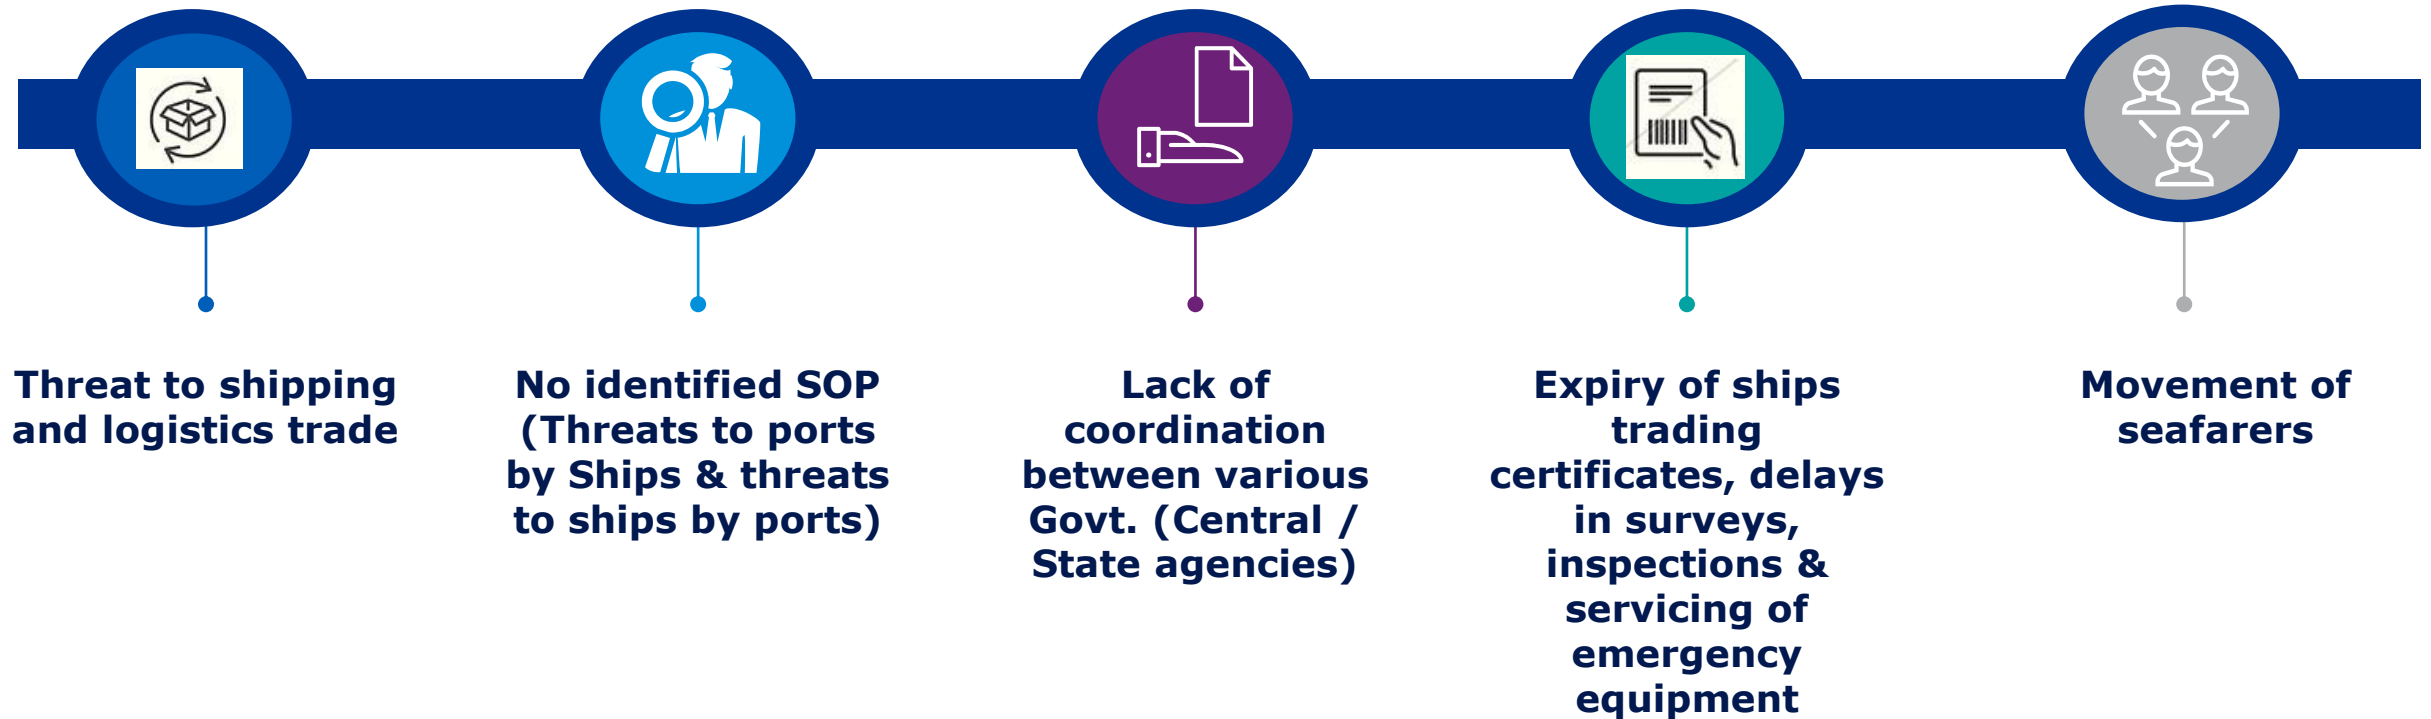 Threat to shipping
and logistics trade
No identified SOP
(Threats to ports
by Ships & threats
to ships by ports)
Lack of
coordination
between various
Govt. (Central /
State agencies)
Expiry of ships
trading
certificates, delays
in surveys,
inspections &
servicing of
emergency
equipment
Movement of
seafarers